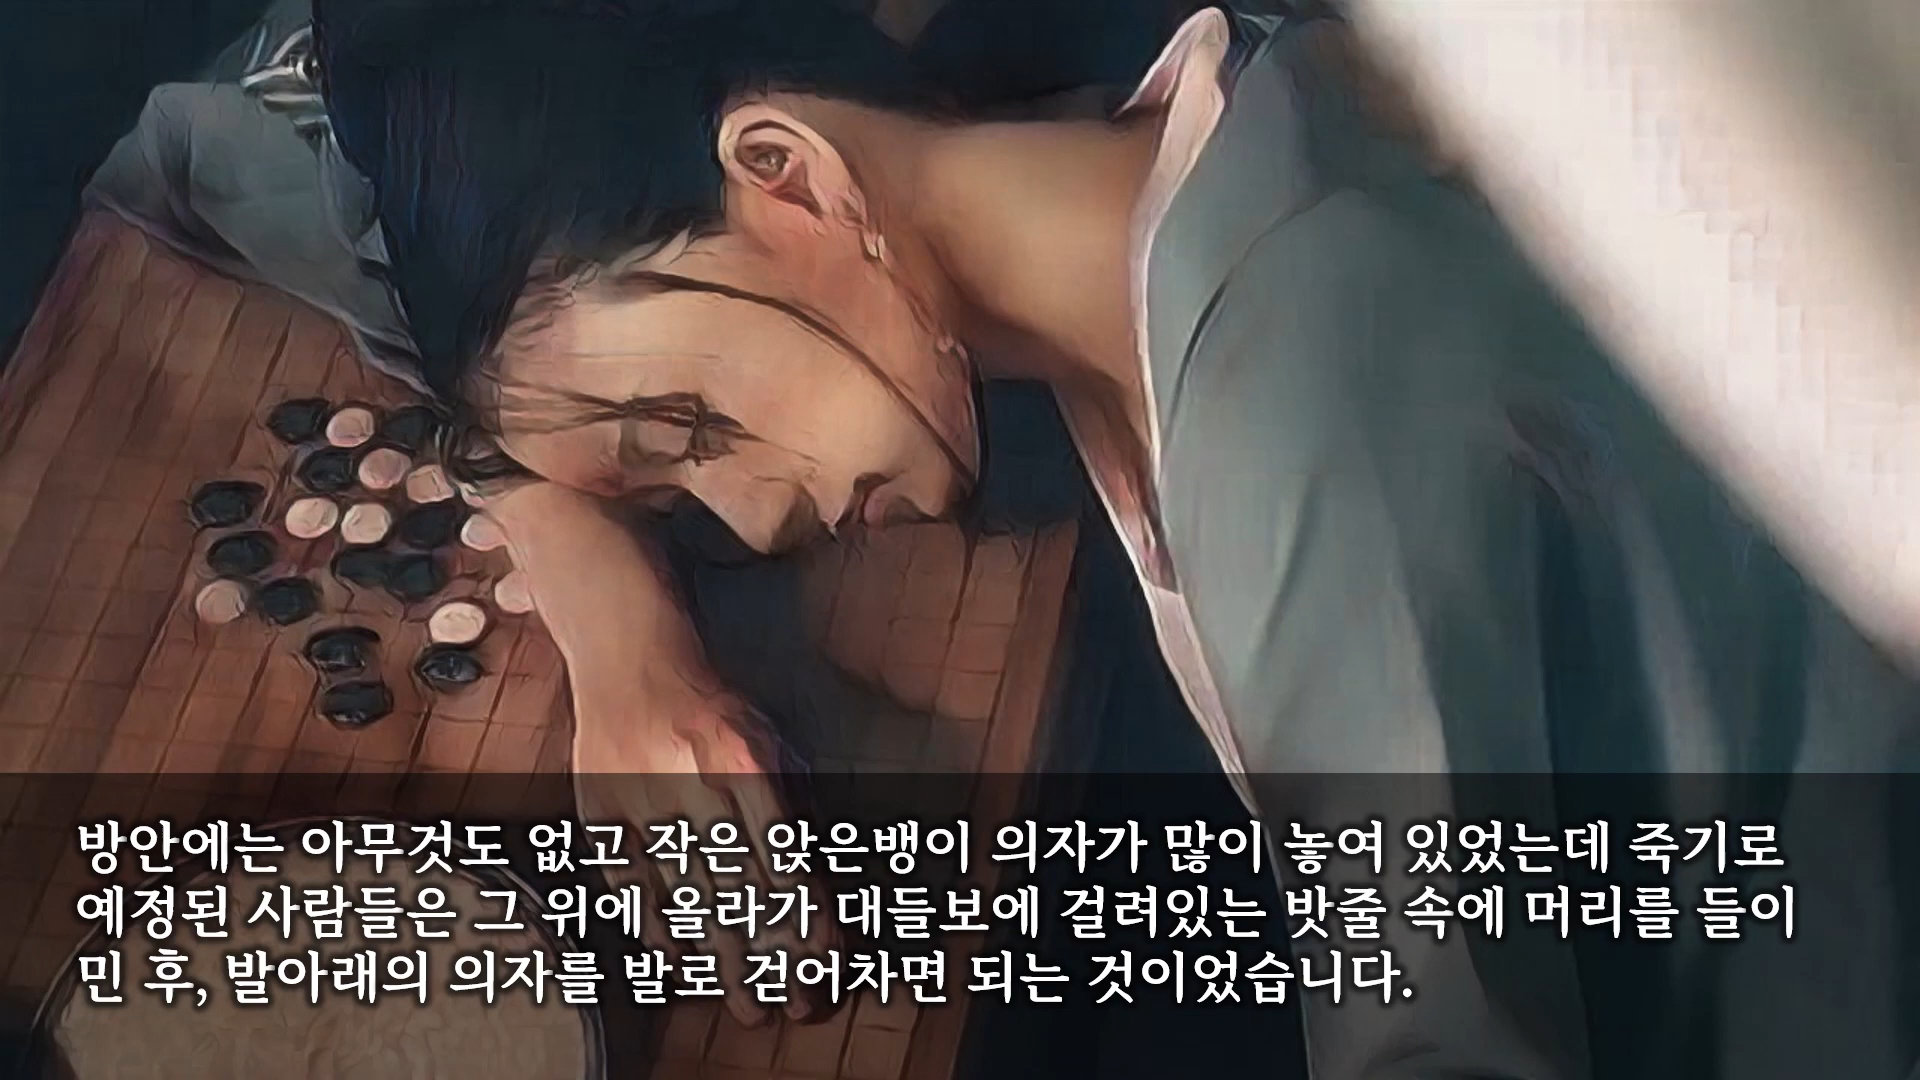 방안에는 아무것도 없고 작은 앉은뱅이 의자가 많이 놓여 있었는데 죽기로
예정된 사람들은 그 위에 올라가 대들보에 걸려있는 밧줄 속에 머리를 들이
민 후, 발아래의 의자를 발로 걷어차면 되는 것이었습니다.